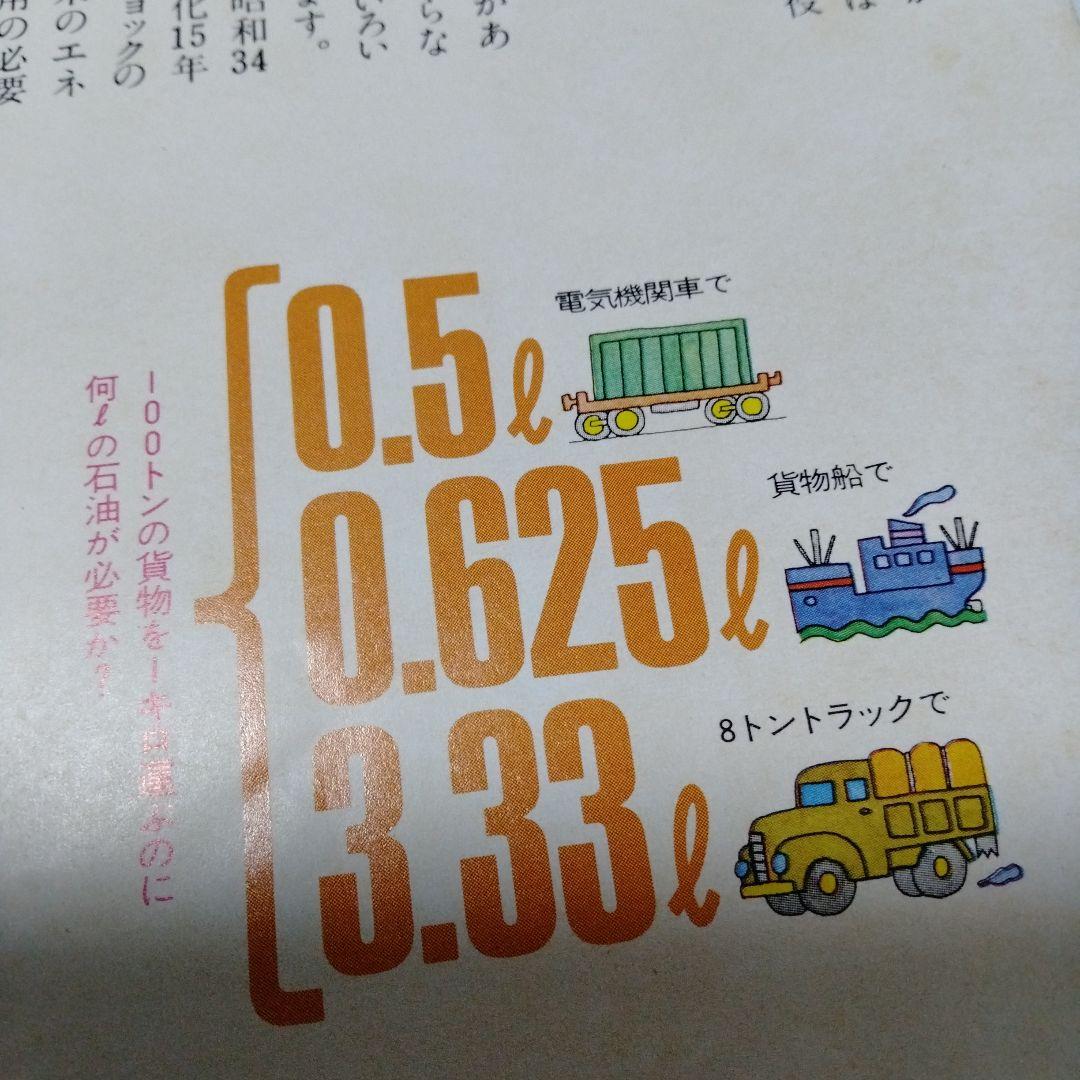 があ
らな
いろい
ます。
昭和34
化15年
ョックの
のエネ
用の必要
100トンの貨物を1キロ運ぶのに
何ℓの石油が必要か?
0.5ℓ
電気機関車で
0.625ℓ
貨物船で
3.33ℓ
8トントラックで